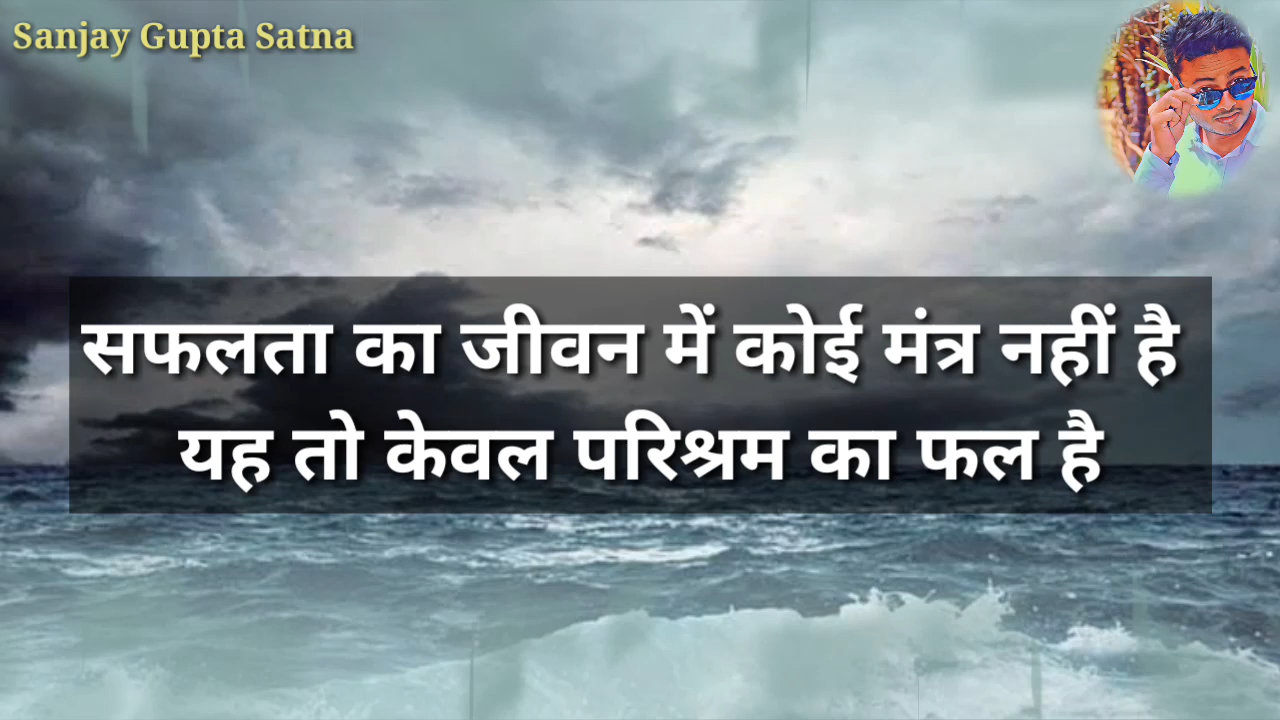 Sanjay Gupta Satna
सफलता का जीवन में कोई मंत्र नहीं है
यह तो केवल परिश्रम का फल है